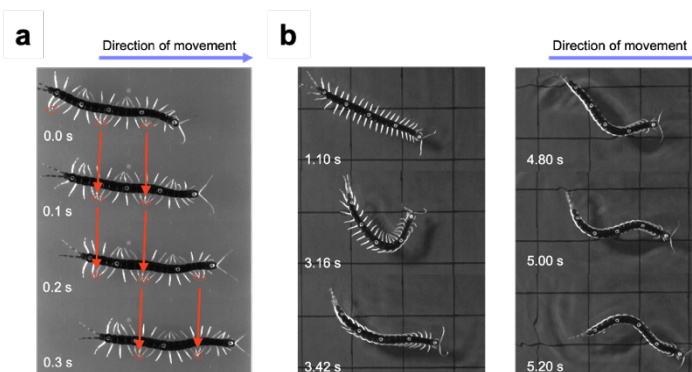 a
Direction of movement
0.0 s
0.1 s
0.2 s
0.3 s
b
1.10 s
3.16 s
3.42 s
Direction of movement
4.80 s
5.00 s
5.20 s